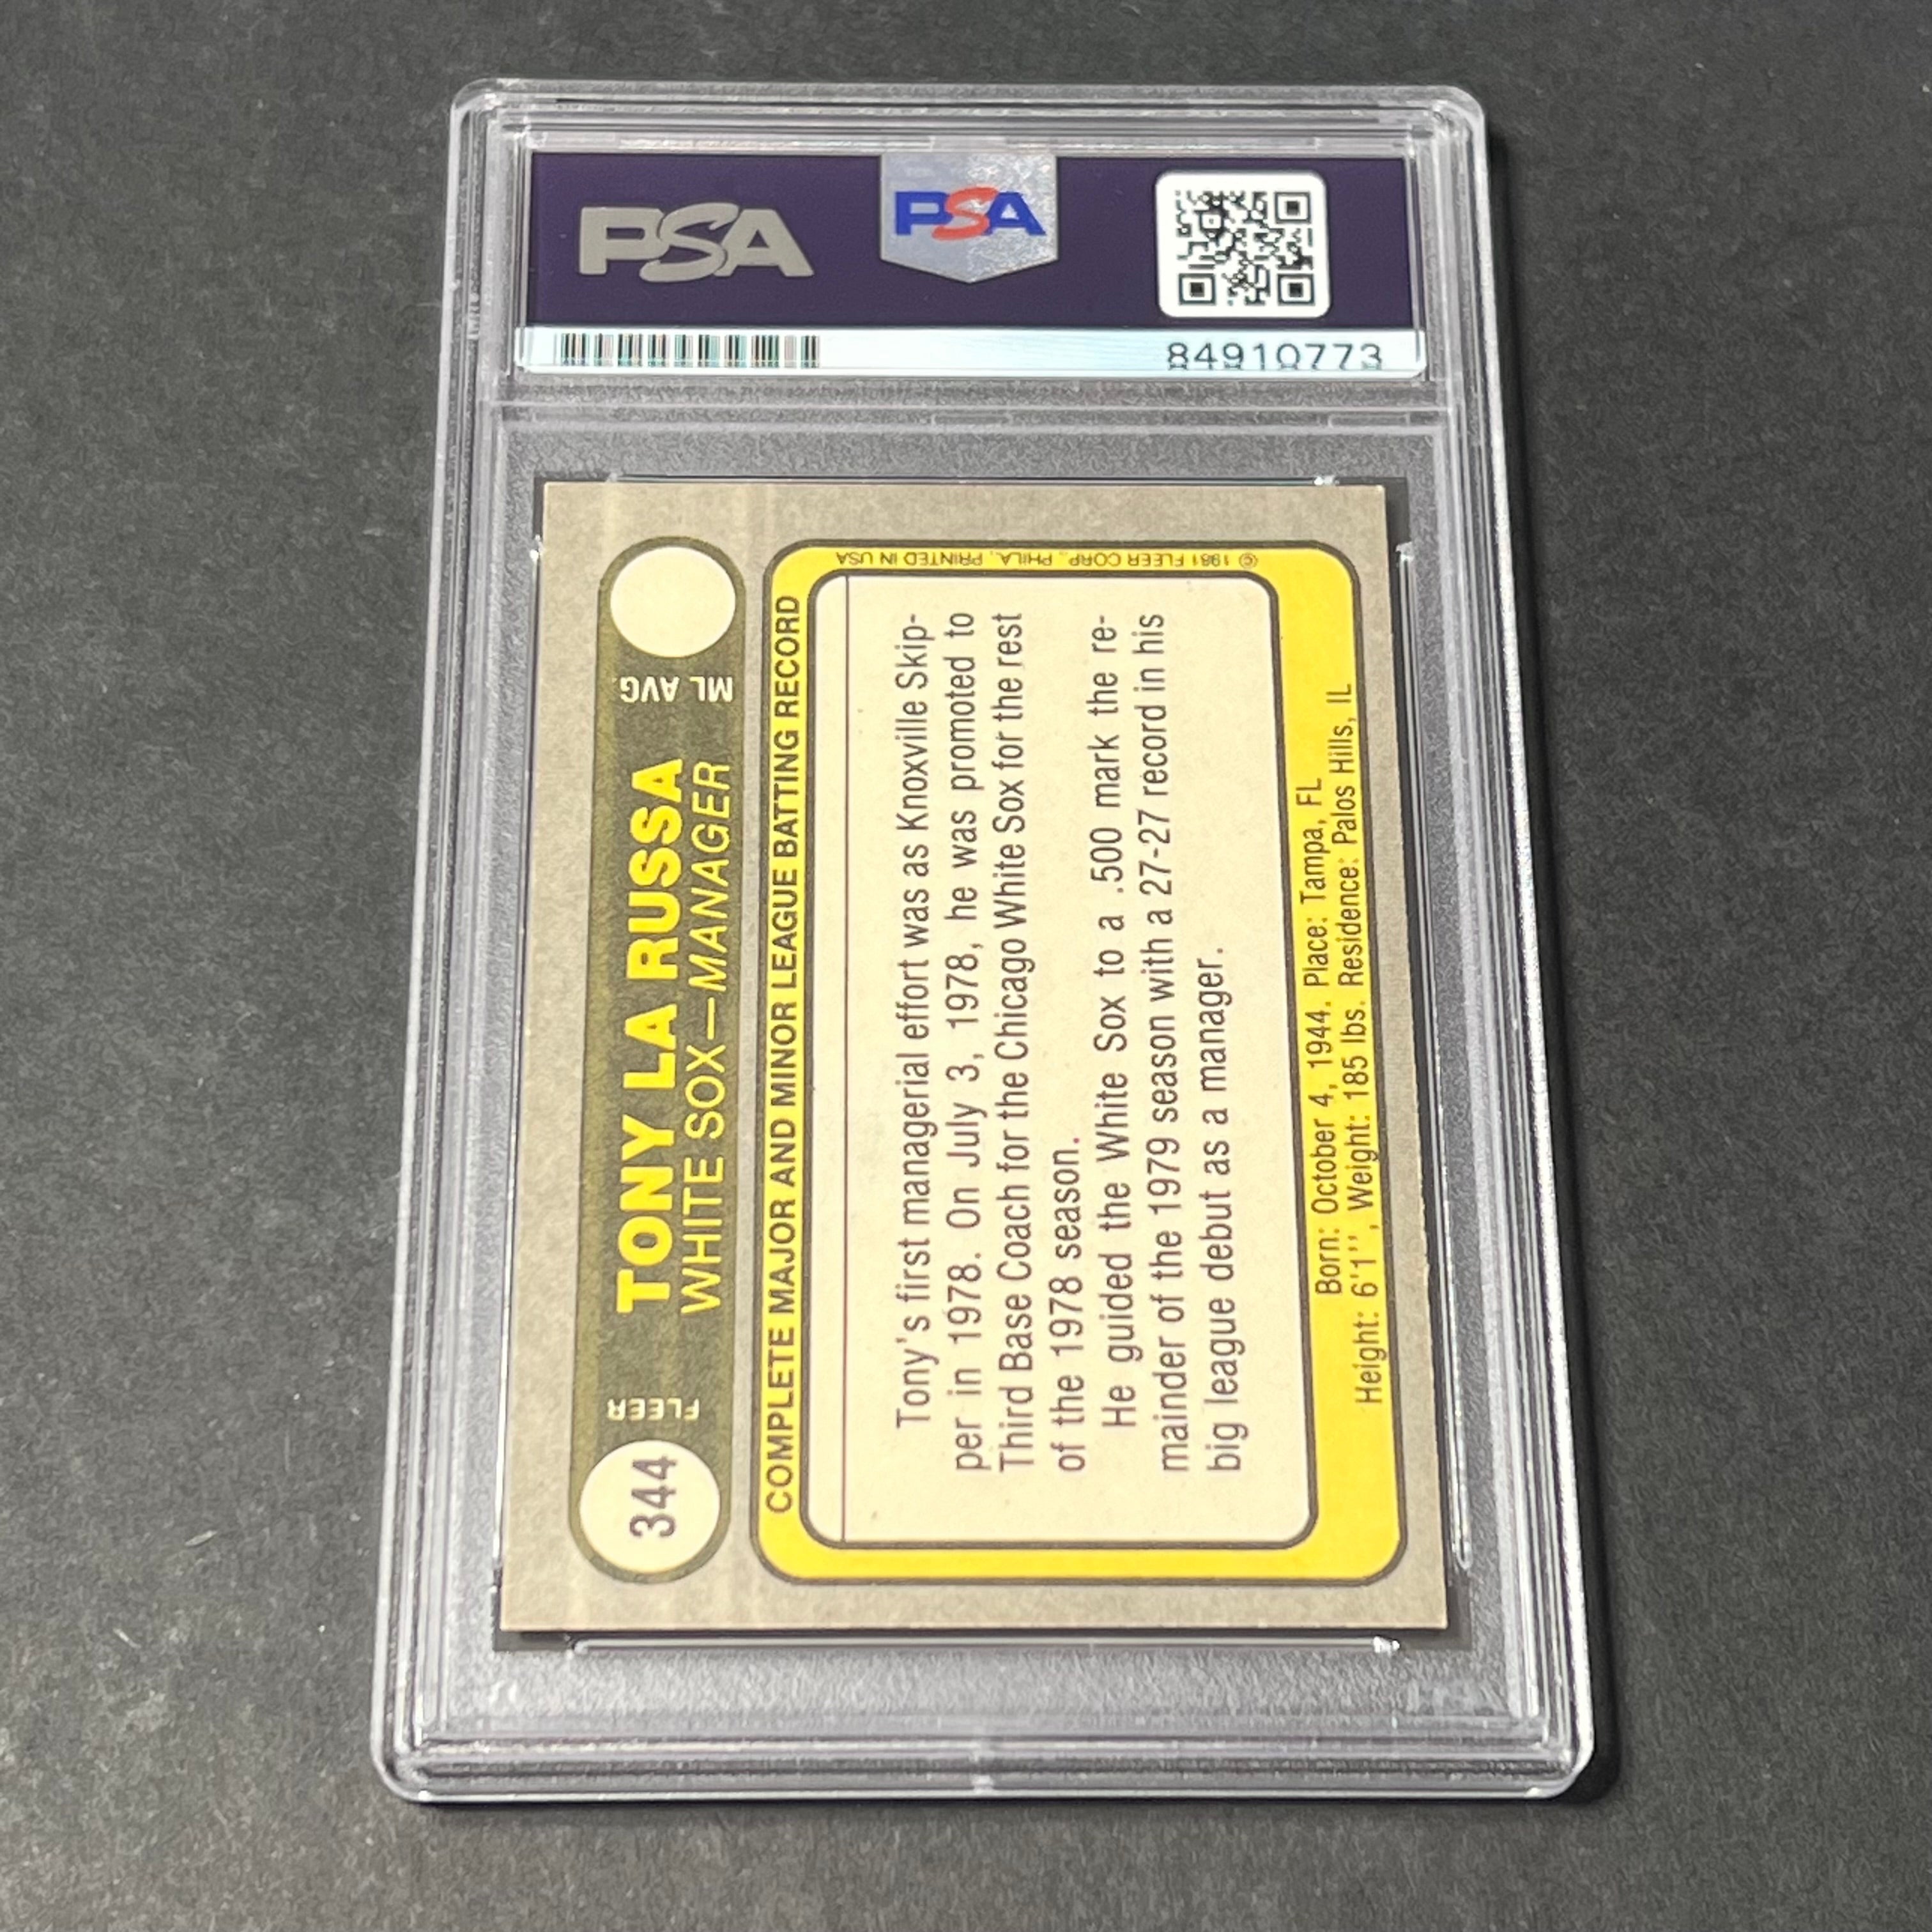 PSA
PSA
84910773
344
FLEER
TONY LA RUSSA
WHITE SOX—MANAGER
ML AVG.
COMPLETE MAJOR AND MINOR LEAGUE BATTING RECORD
Tony's first managerial effort was as Knoxville Skip-
per in 1978. On July 3, 1978, he was promoted to
Third Base Coach for the Chicago White Sox for the rest
of the 1978 season.
He guided the White Sox to a .500 mark the re-
mainder of the 1979 season with a 27-27 record in his
big league debut as a manager.
Born: October 4, 1944. Place: Tampa, FL
Height: 6'1'', Weight: 185 lbs. Residence: Palos Hills, IL
© 1981 FLEER CORP., PHILA. PRINTED IN USA